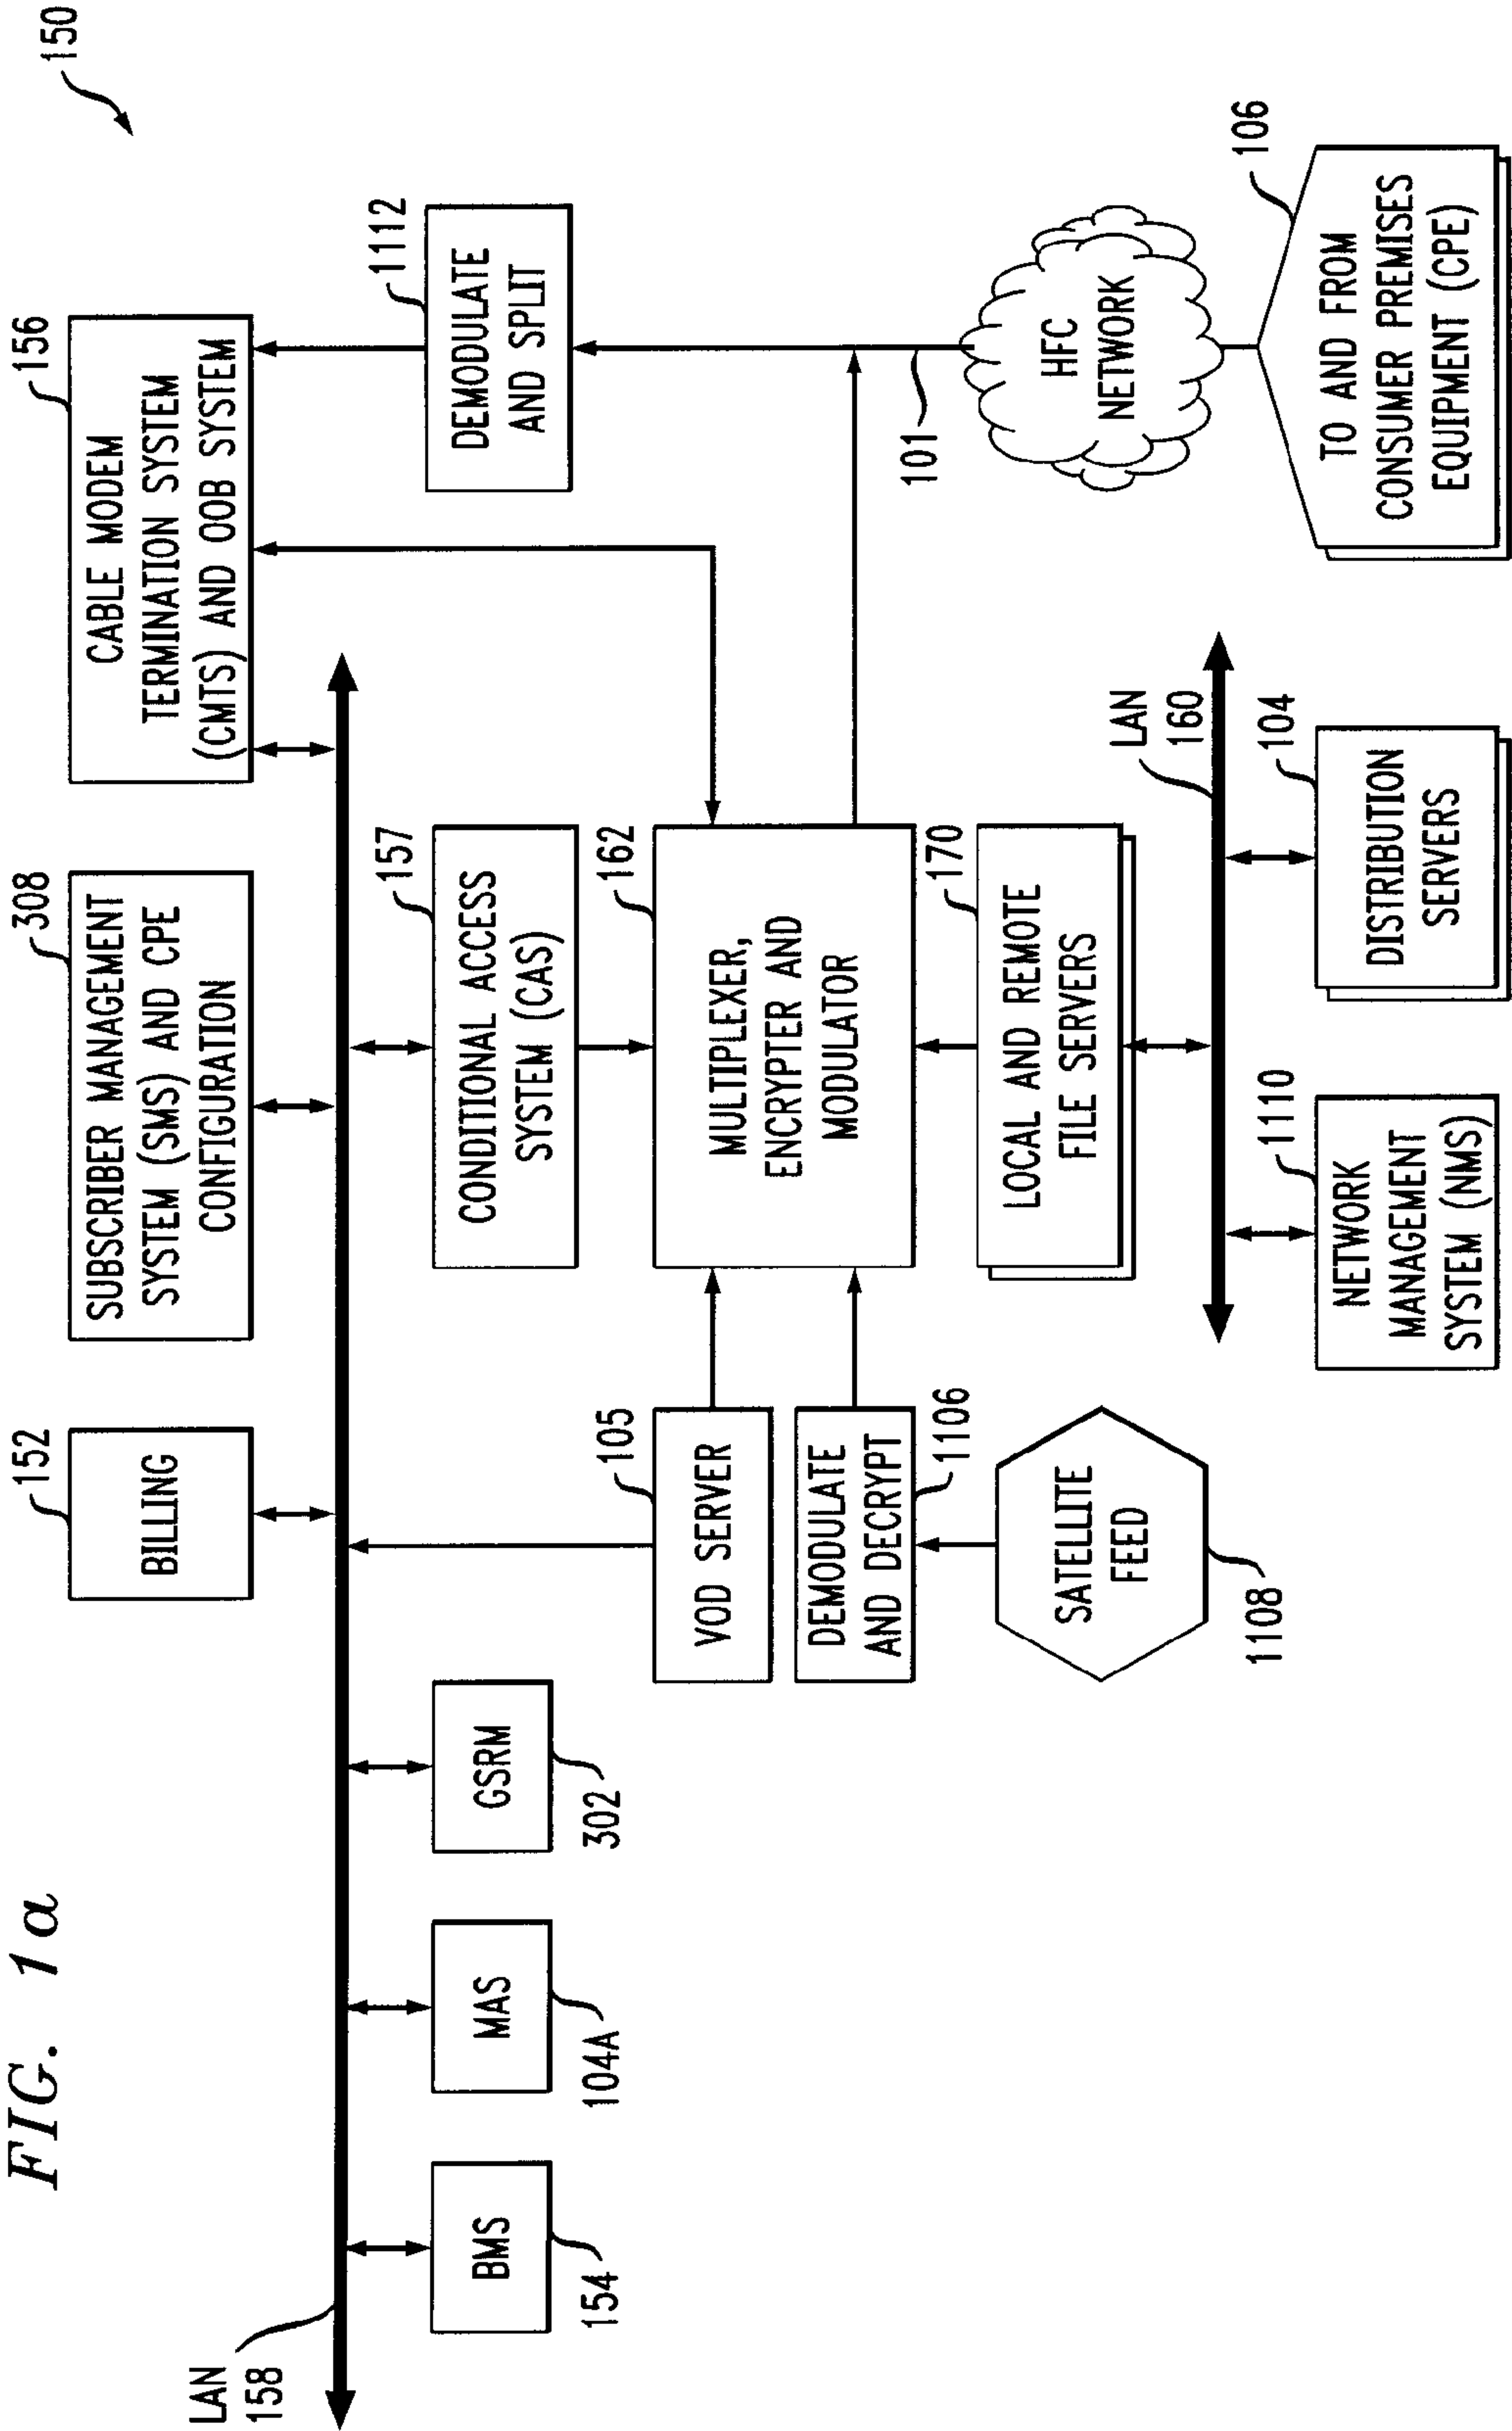 FIG. 1a
150
LAN
158
152
BILLING
308
SUBSCRIBER MANAGEMENT
SYSTEM (SMS) AND CPE
CONFIGURATION
156
CABLE MODEM
TERMINATION SYSTEM
(CMTS) AND OOB SYSTEM
BMS
154
MAS
104A
GSRM
302
157
CONDITIONAL ACCESS
SYSTEM (CAS)
1112
DEMODULATE
AND SPLIT
105
VOD SERVER
162
MULTIPLEXER,
ENCRYPTER AND
MODULATOR
DEMODULATE
AND DECRYPT
1106
SATELLITE
FEED
1108
170
LOCAL AND REMOTE
FILE SERVERS
101
HFC
NETWORK
LAN
160
1110
NETWORK
MANAGEMENT
SYSTEM (NMS)
104
DISTRIBUTION
SERVERS
106
TO AND FROM
CONSUMER PREMISES
EQUIPMENT (CPE)